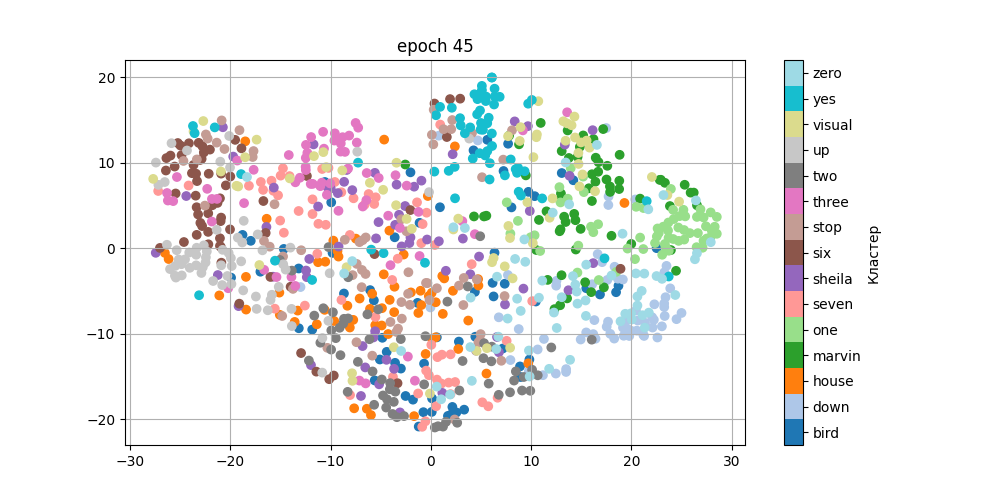 epoch 45
20
10
0
−10
−20
−30
−20
−10
0
10
20
30
zero
yes
visual
up
two
three
stop
six
sheila
seven
one
marvin
house
down
bird
Кластер